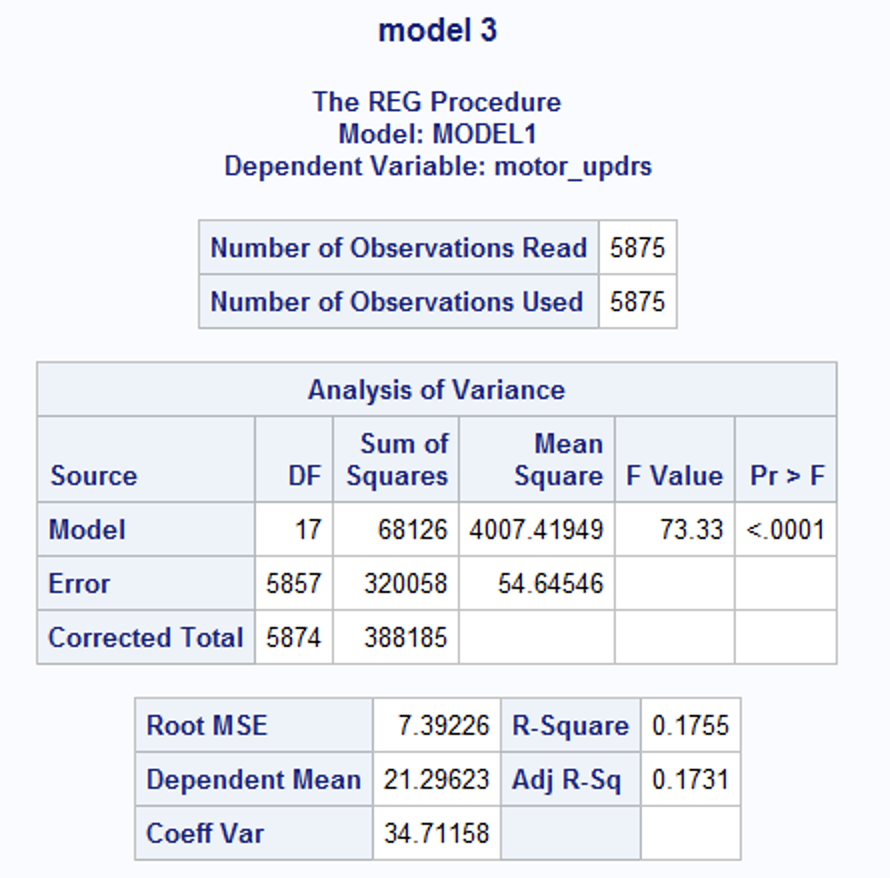 model 3
The REG Procedure
Model: MODEL1
Dependent Variable: motor_updrs
Number of Observations Read 5875
Number of Observations Used 5875
Analysis of Variance
Source DF Sum of Squares Mean Square F Value Pr > F
Model 17 68126 4007.41949 73.33 <.0001
Error 5857 320058 54.64546
Corrected Total 5874 388185
Root MSE 7.39226 R-Square 0.1755
Dependent Mean 21.29623 Adj R-Sq 0.1731
Coeff Var 34.71158